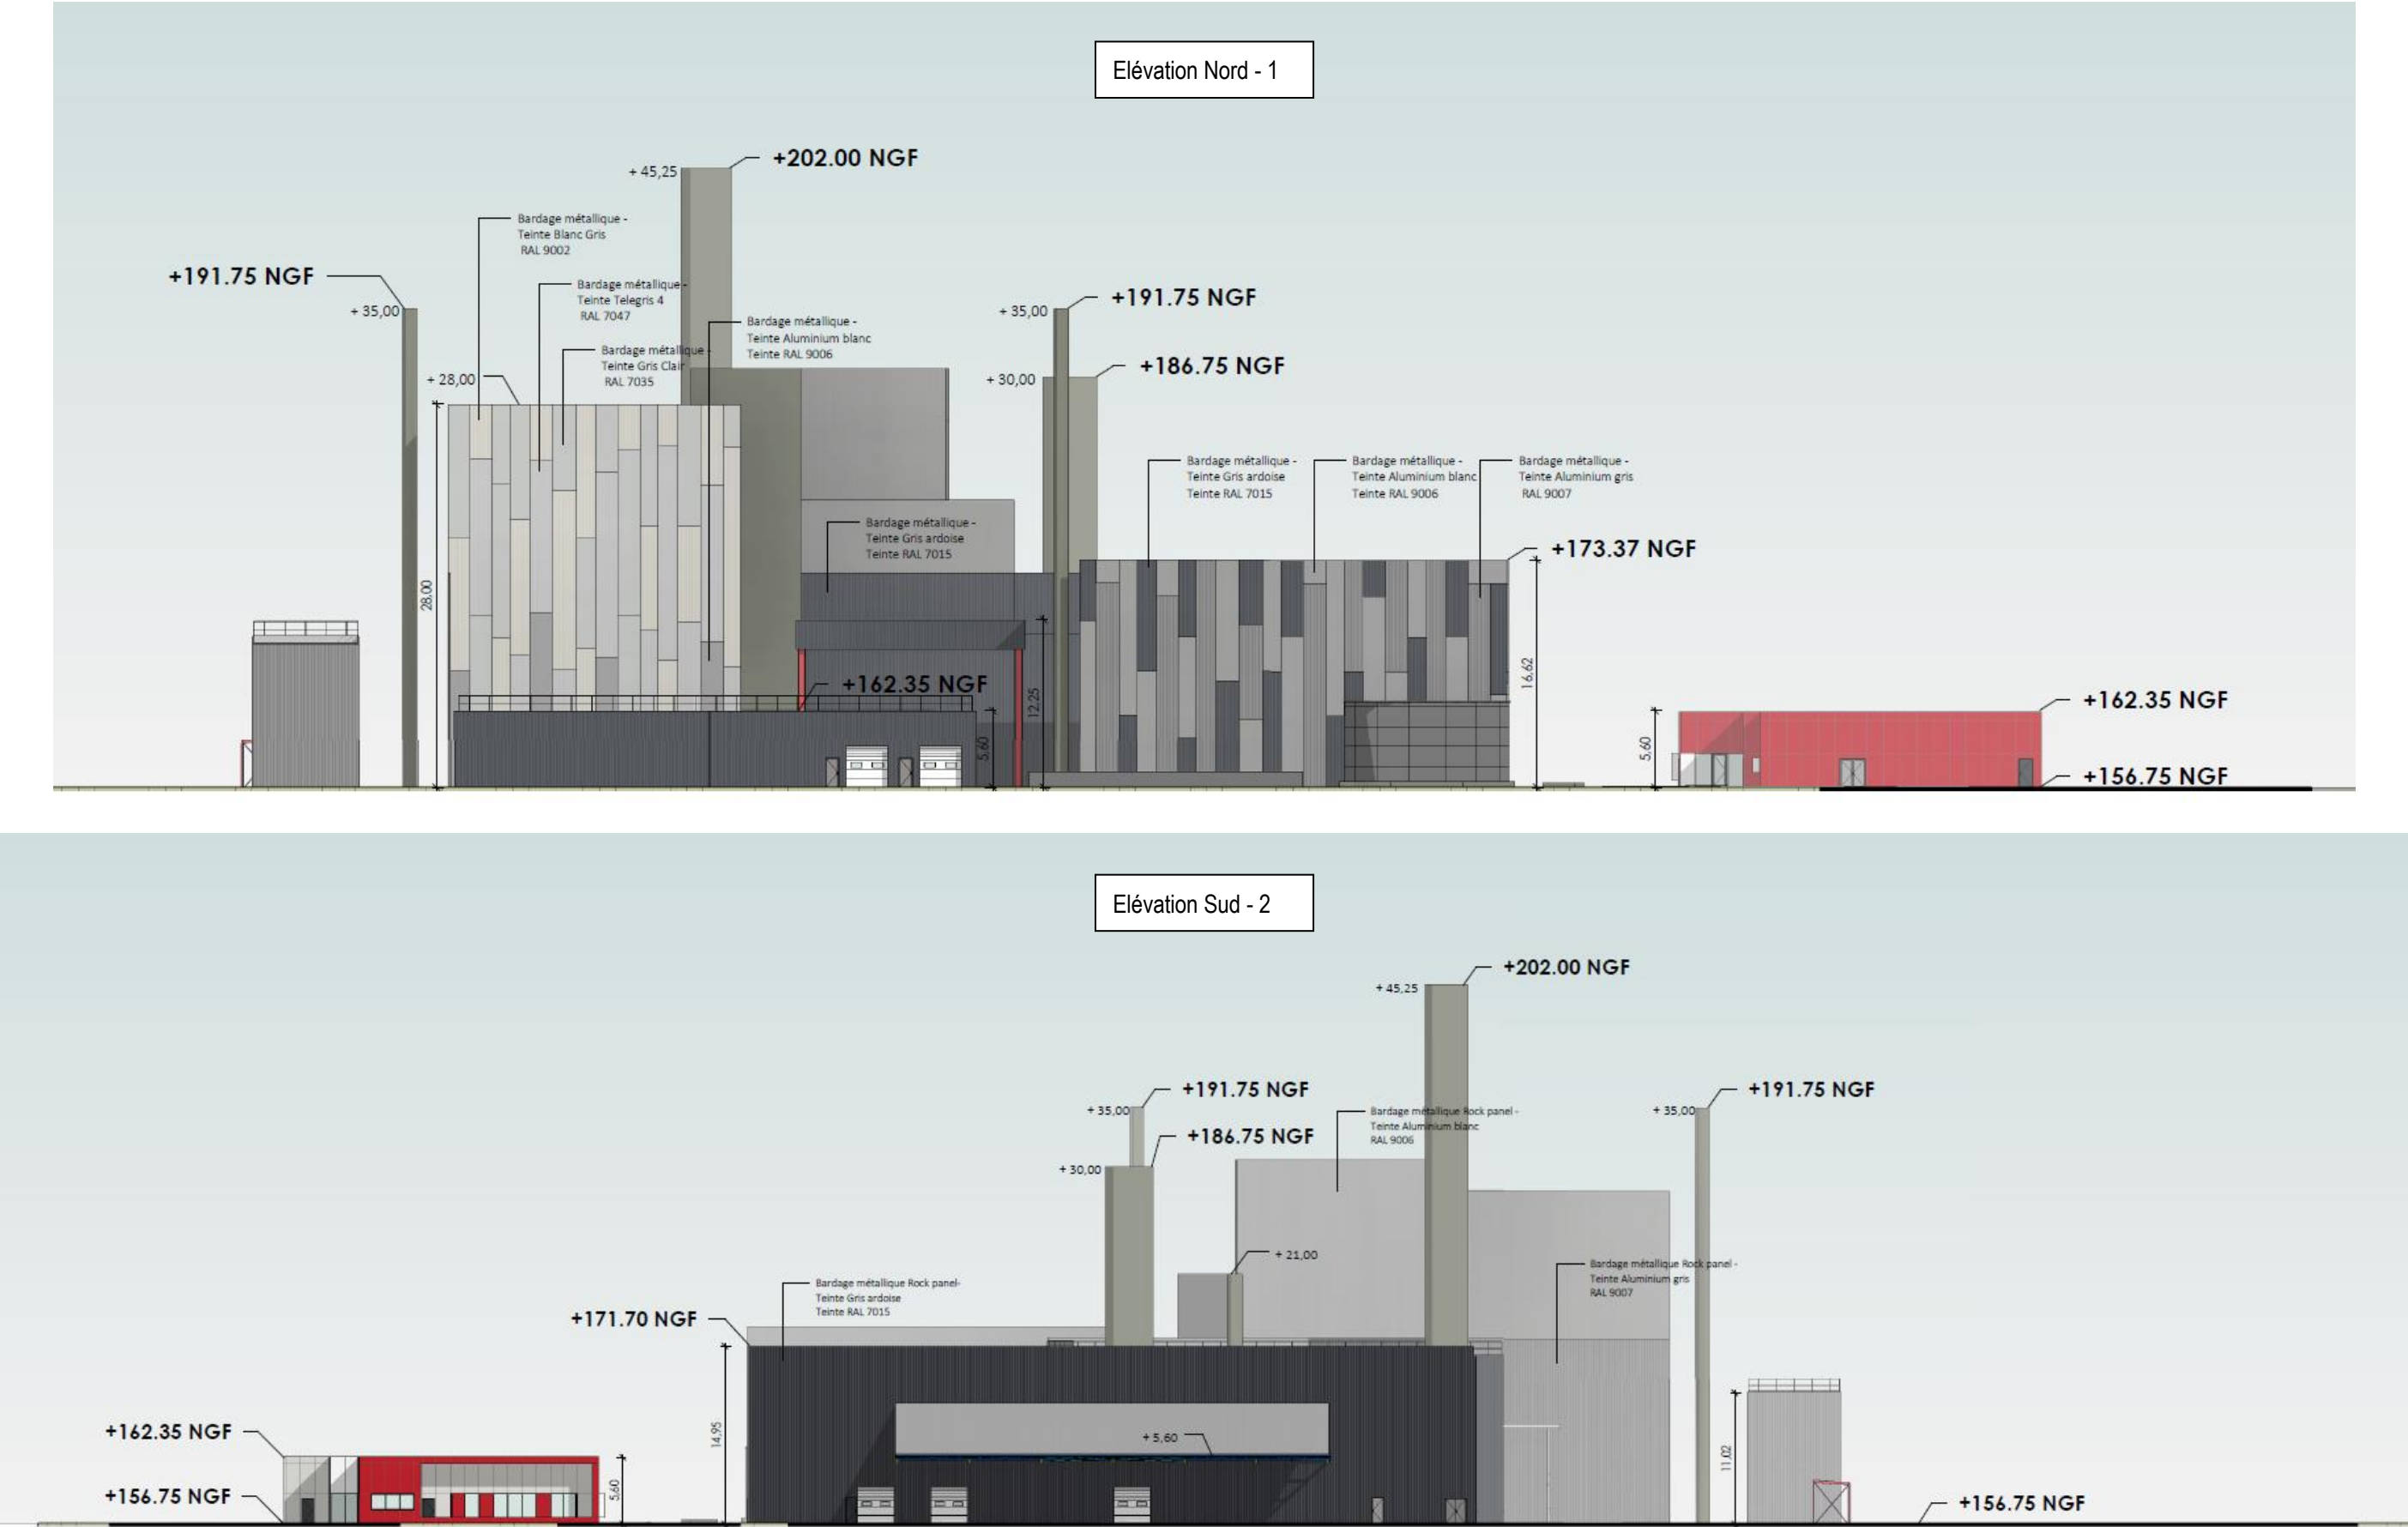 Elévation Nord - 1
+202.00 NGF
+ 45,25
Bardage métallique -
Teinte Blanc Gris
RAL 9002
+191.75 NGF
+ 35,00
Bardage métallique -
Teinte Telegris 4
RAL 7047
Bardage métallique -
Teinte Aluminium blanc
Teinte RAL 9006
Bardage métallique
Teinte Gris Clair
RAL 7035
+ 28,00
+191.75 NGF
+ 35,00
+186.75 NGF
+ 30,00
Bardage métallique -
Teinte Gris ardoise
Teinte RAL 7015
Bardage métallique -
Teinte Aluminium blanc
Teinte RAL 9006
Bardage métallique -
Teinte Aluminium gris
RAL 9007
Bardage métallique -
Teinte Gris ardoise
Teinte RAL 7015
+173.37 NGF
28,00
+162.35 NGF
12,25
5,60
16,62
+162.35 NGF
5,60
+156.75 NGF
Elévation Sud - 2
+202.00 NGF
+ 45,25
+191.75 NGF
+ 35,00
+186.75 NGF
+ 30,00
Bardage métallique Rock panel -
Teinte Aluminium blanc
RAL 9006
+191.75 NGF
+ 35,00
+ 21,00
Bardage métallique Rock panel -
Teinte Aluminium gris
RAL 9007
Bardage métallique Rock panel-
Teinte Gris ardoise
Teinte RAL 7015
+171.70 NGF
14,95
+ 5,60
11,02
+162.35 NGF
5,60
+156.75 NGF
+156.75 NGF